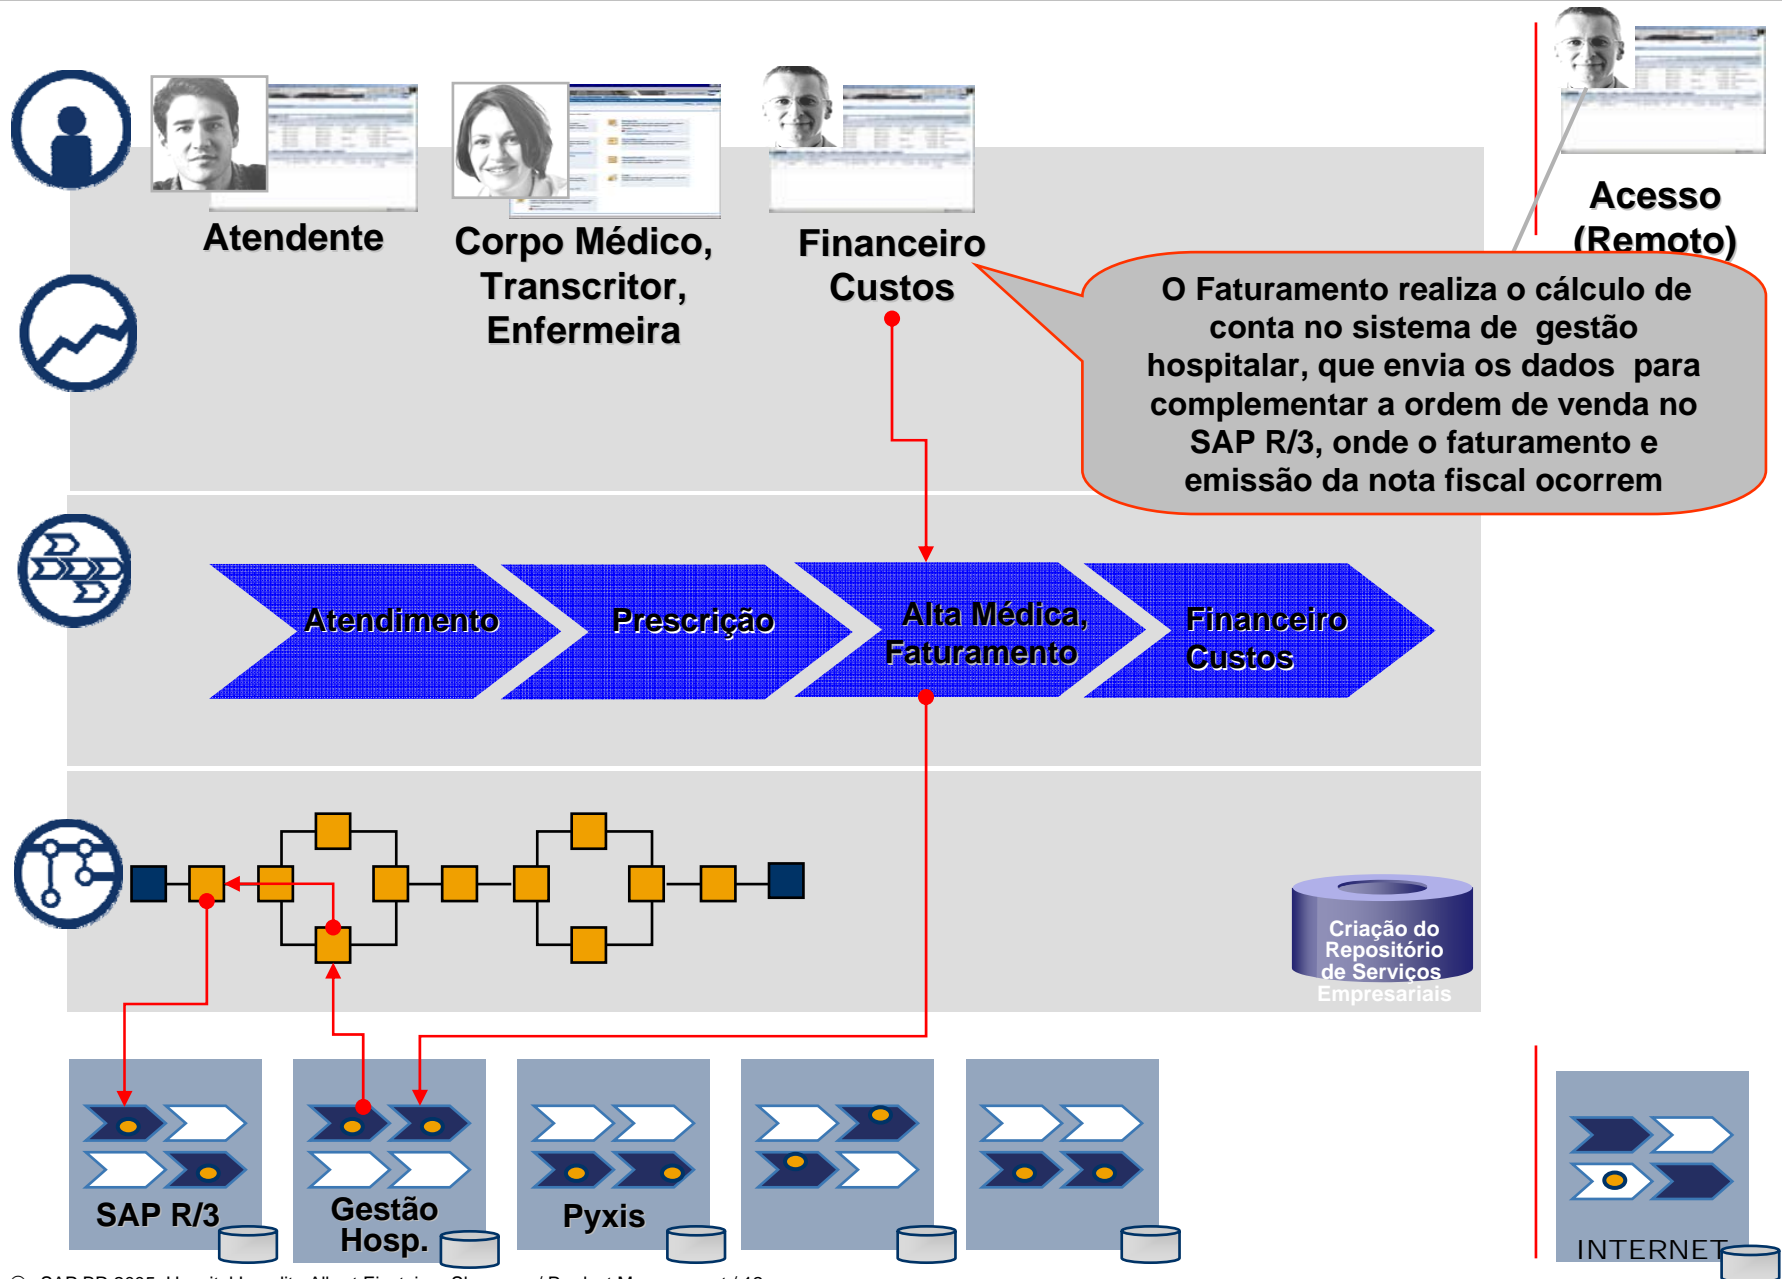 Atendente
Corpo Médico,
Transcritor,
Enfermeira
Financeiro
Custos
Acesso
(Remoto)
O Faturamento realiza o cálculo de
conta no sistema de gestão
hospitalar, que envia os dados para
complementar a ordem de venda no
SAP R/3, onde o faturamento e
emissão da nota fiscal ocorrem
Atendimento
Prescrição
Alta Médica,
Faturamento
Financeiro
Custos
Criação do
Repositório
de Serviços
Empresariais
SAP R/3
Gestão
Hosp.
Pyxis
INTERNET